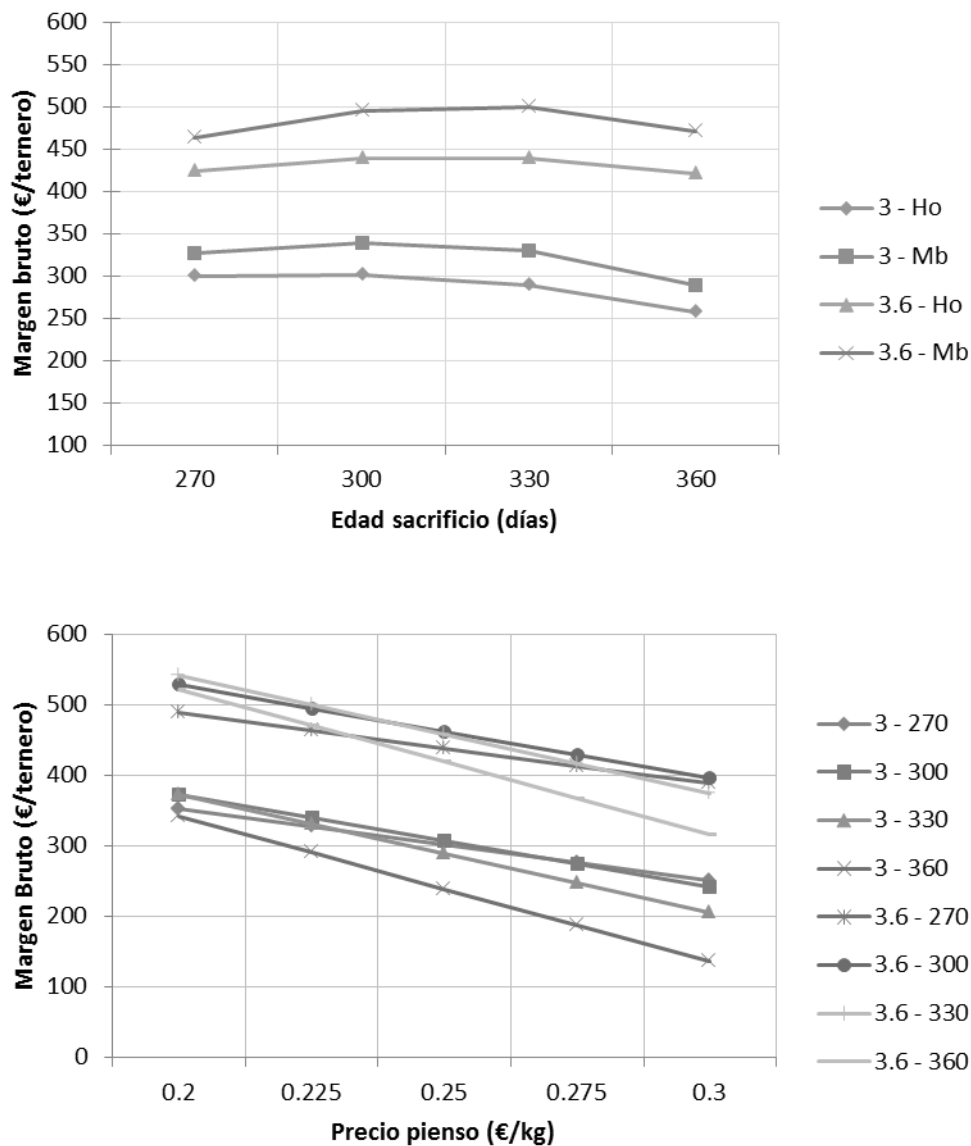 600
550
500
450
400
350
300
250
200
150
100
Margen bruto (€/ternero)
270 300 330 360
Edad sacrificio (días)
3 - Ho
3 - Mb
3.6 - Ho
3.6 - Mb
600
500
400
300
200
100
0
Margen Bruto (€/ternero)
0.2 0.225 0.25 0.275 0.3
Precio pienso (€/kg)
3 - 270
3 - 300
3 - 330
3 - 360
3.6 - 270
3.6 - 300
3.6 - 330
3.6 - 360